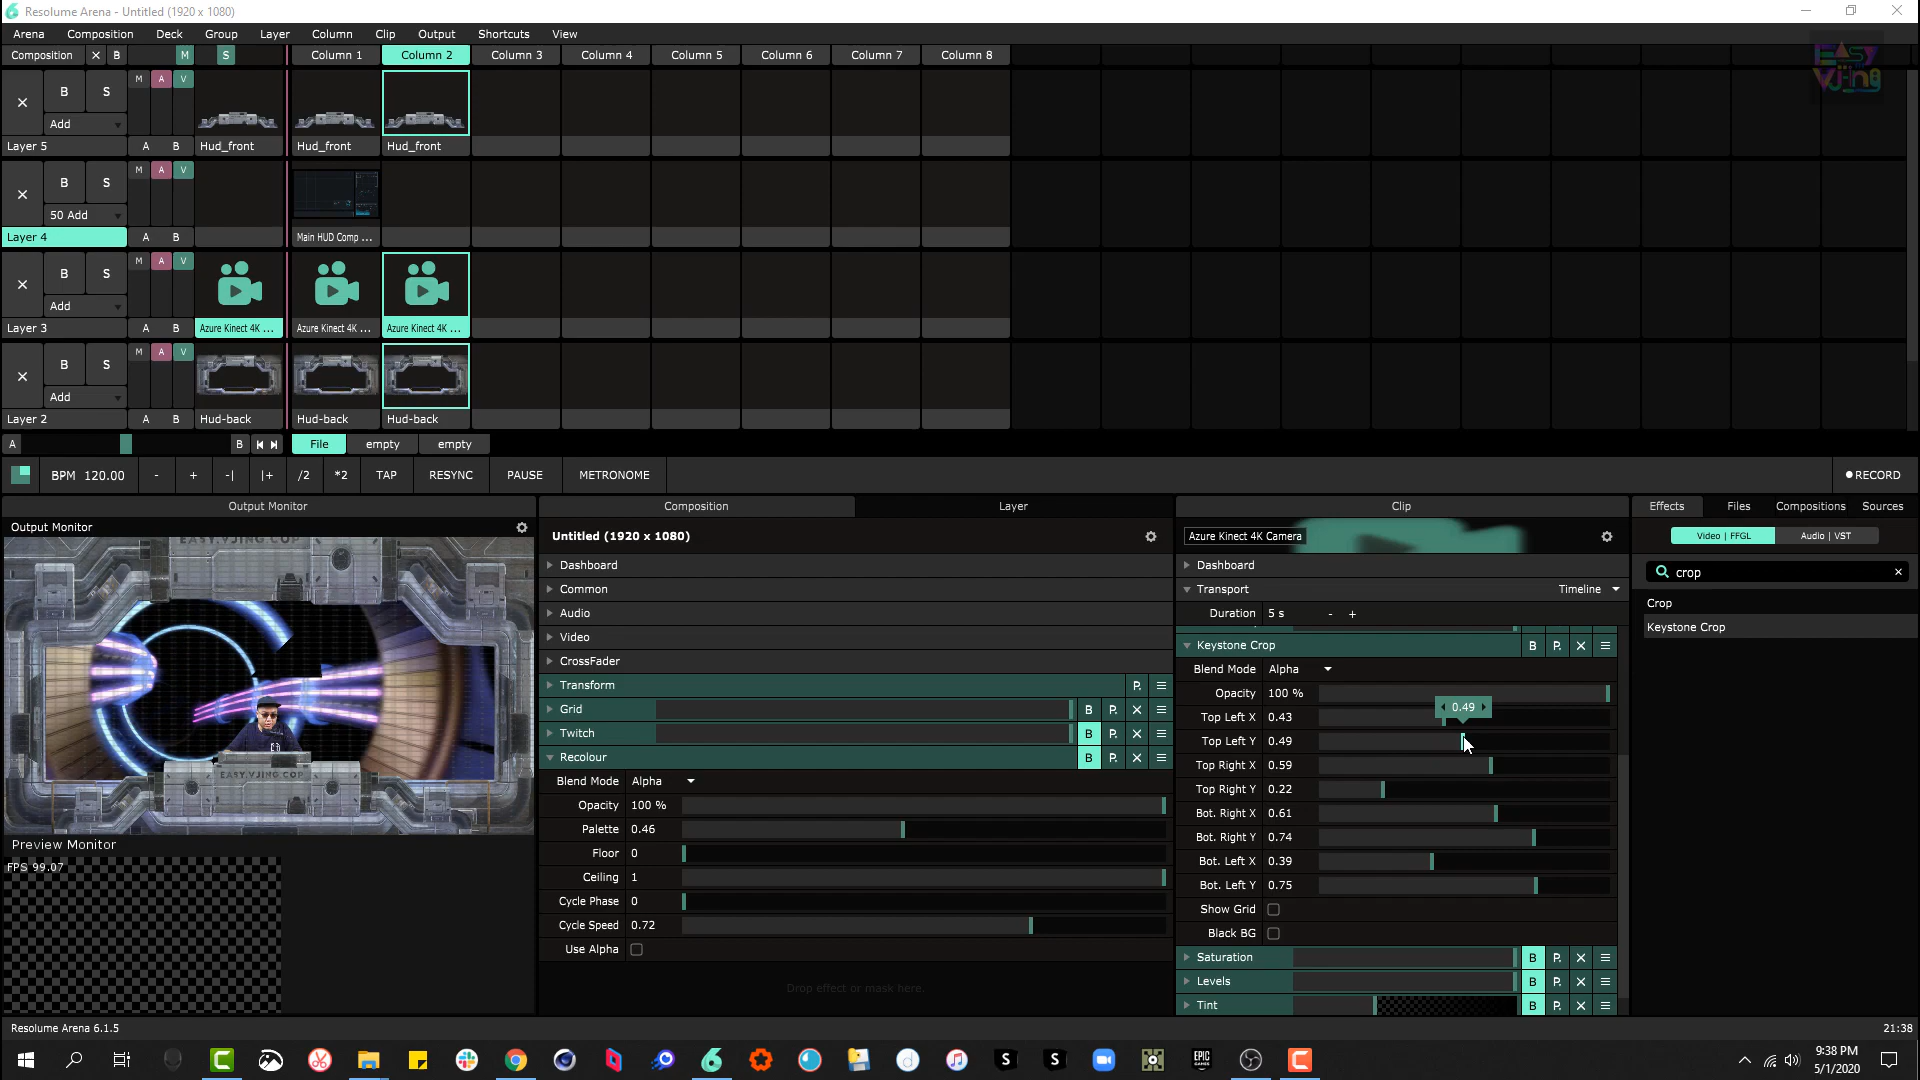 Resolume Arena - Untitled (1920 x 1080)
Arena Composition Deck Group Layer Column Clip Output Shortcuts View
EASY VJ-ing
Composition × B M S Column 1 Column 2 Column 3 Column 4 Column 5 Column 6 Column 7 Column 8
× B S M A V
Add
Layer 5 A B Hud_front Hud_front Hud_front
× B S M A V
50 Add
Layer 4 A B Main HUD Comp ...
× B S M A V
Add
Layer 3 A B Azure Kinect 4K ... Azure Kinect 4K ... Azure Kinect 4K ...
× B S M A V
Add
Layer 2 A B Hud-back Hud-back Hud-back
A B File empty empty
BPM 120.00 - + -| |+ /2 *2 TAP RESYNC PAUSE METRONOME RECORD
Output Monitor Composition Layer Clip Effects Files Compositions Sources
Output Monitor
EASY VJING COP
EASY.VJING COP
Preview Monitor
FPS 99.07
Untitled (1920 x 1080)
Dashboard
Common
Audio
Video
CrossFader
Transform P.
Grid B P. X
Twitch B P. X
Recolour B P. X
Blend Mode Alpha
Opacity 100 %
Palette 0.46
Floor 0
Ceiling 1
Cycle Phase 0
Cycle Speed 0.72
Use Alpha
Drop effect or mask here.
Azure Kinect 4K Camera
Dashboard
Transport Timeline
Duration 5 s - +
Keystone Crop B P. X
Blend Mode Alpha
Opacity 100 %
0.49
Top Left X 0.43
Top Left Y 0.49
Top Right X 0.59
Top Right Y 0.22
Bot. Right X 0.61
Bot. Right Y 0.74
Bot. Left X 0.39
Bot. Left Y 0.75
Show Grid
Black BG
Saturation B P. X
Levels B P. X
Tint B P. X
Video | FFGL Audio | VST
crop ×
Crop
Keystone Crop
Resolume Arena 6.1.5 21:38
EPIC GAMES
9:38 PM
5/1/2020